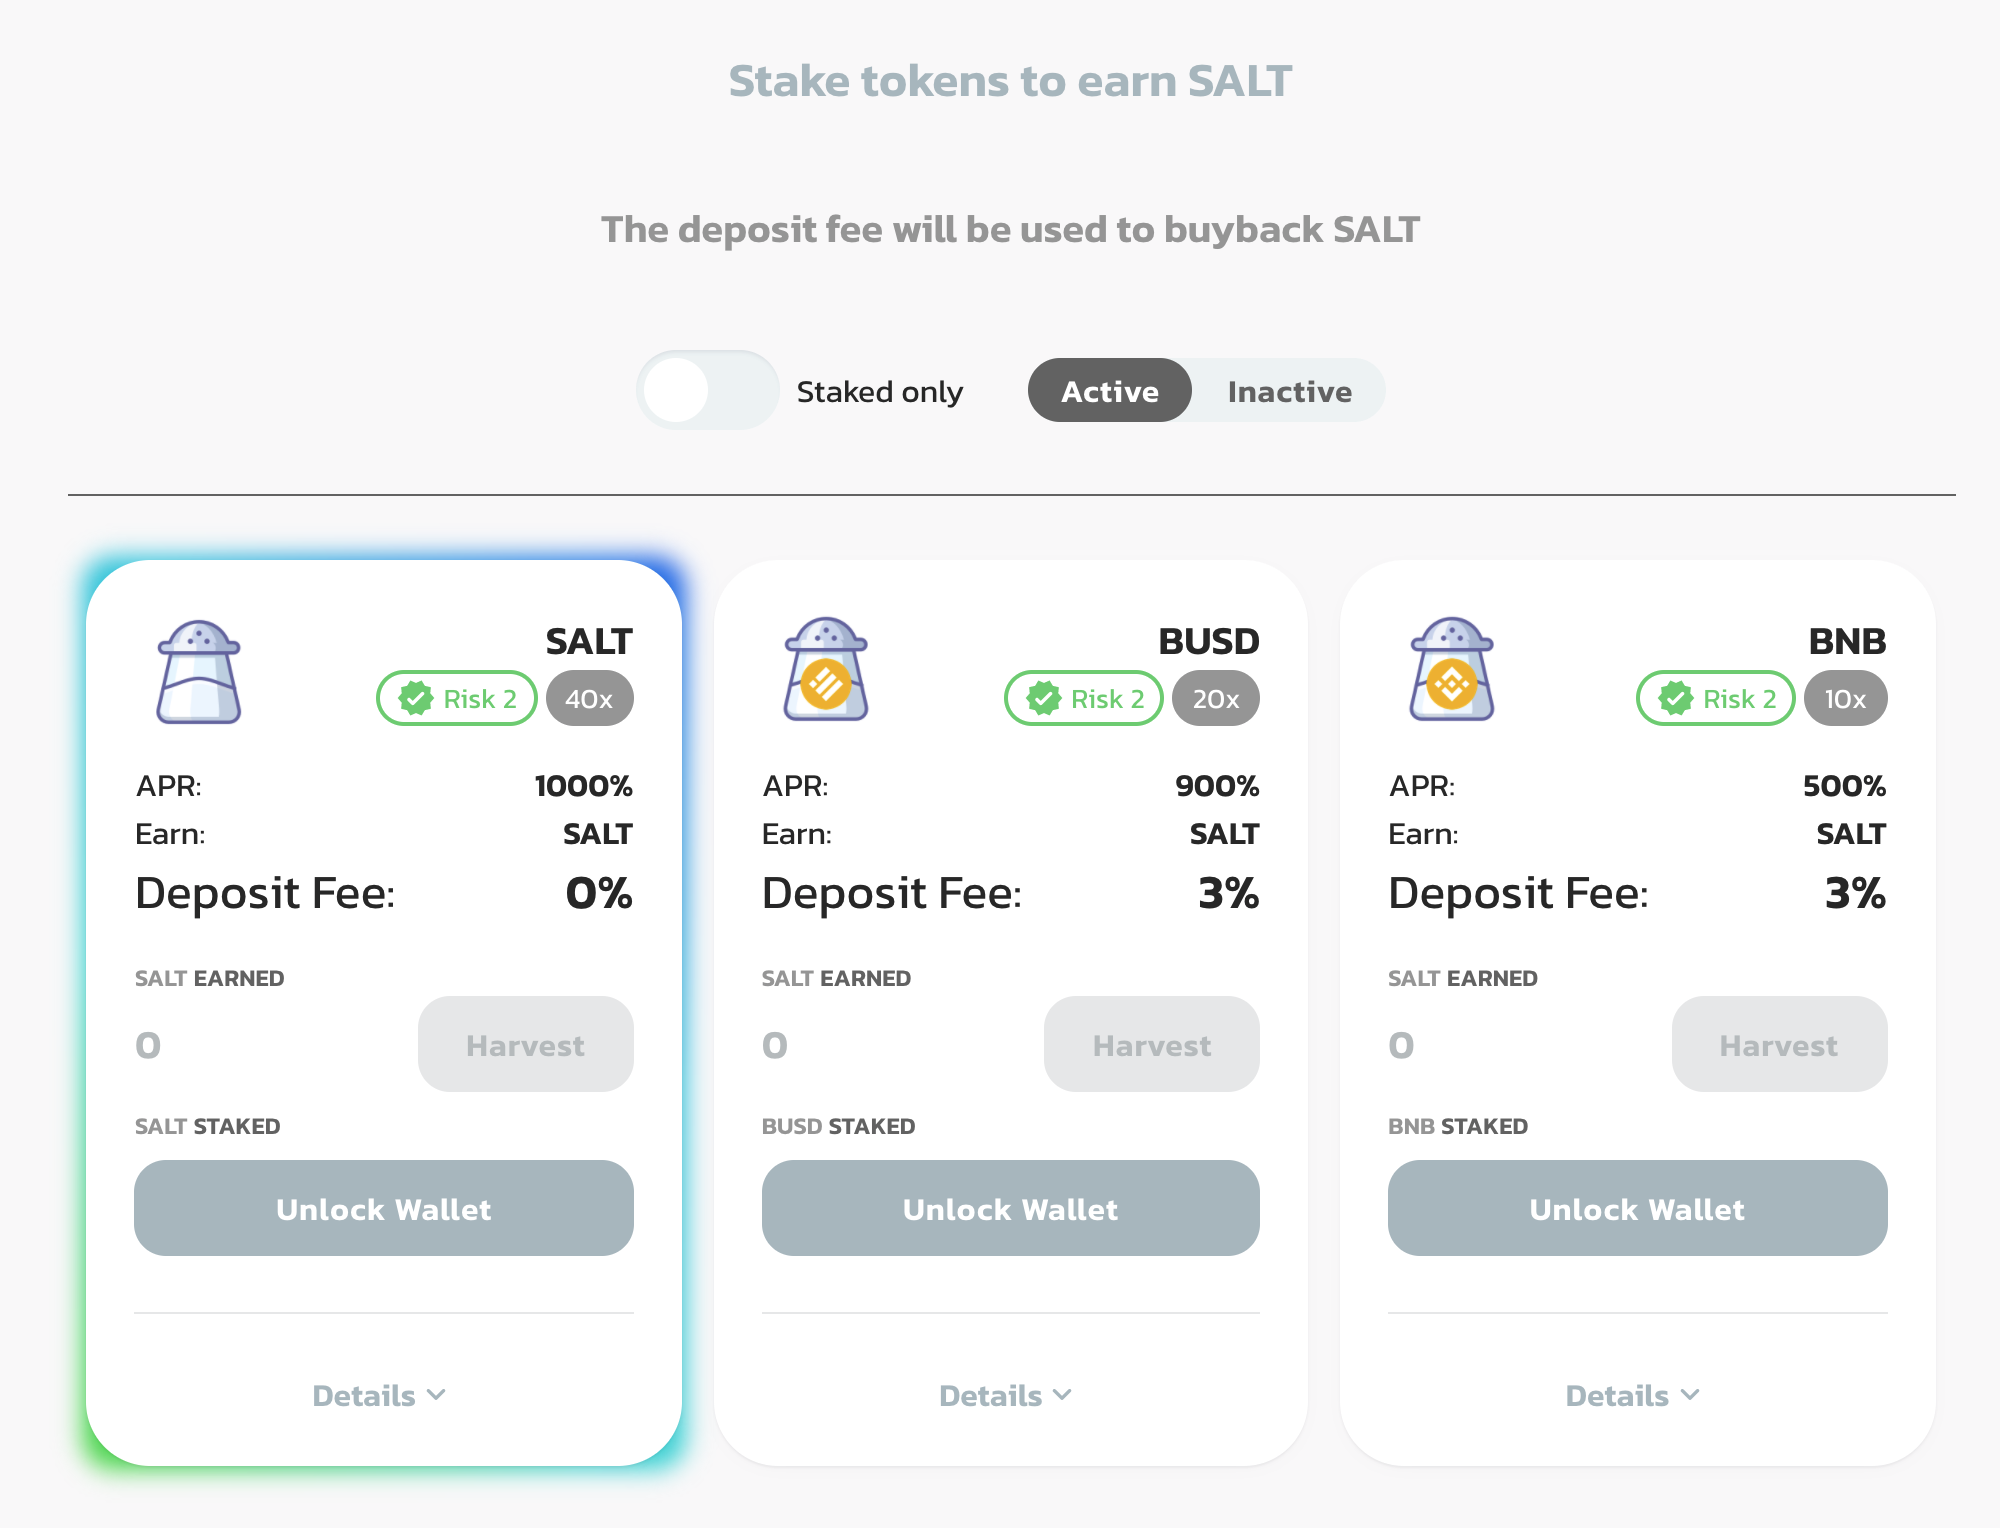 Stake tokens to earn SALT
The deposit fee will be used to buyback SALT
Staked only
Active Inactive
SALT
Risk 2 40x
APR: 1000%
Earn: SALT
Deposit Fee: 0%
SALT EARNED
0 Harvest
SALT STAKED
Unlock Wallet
Details
BUSD
Risk 2 20x
APR: 900%
Earn: SALT
Deposit Fee: 3%
SALT EARNED
0 Harvest
BUSD STAKED
Unlock Wallet
Details
BNB
Risk 2 10x
APR: 500%
Earn: SALT
Deposit Fee: 3%
SALT EARNED
0 Harvest
BNB STAKED
Unlock Wallet
Details